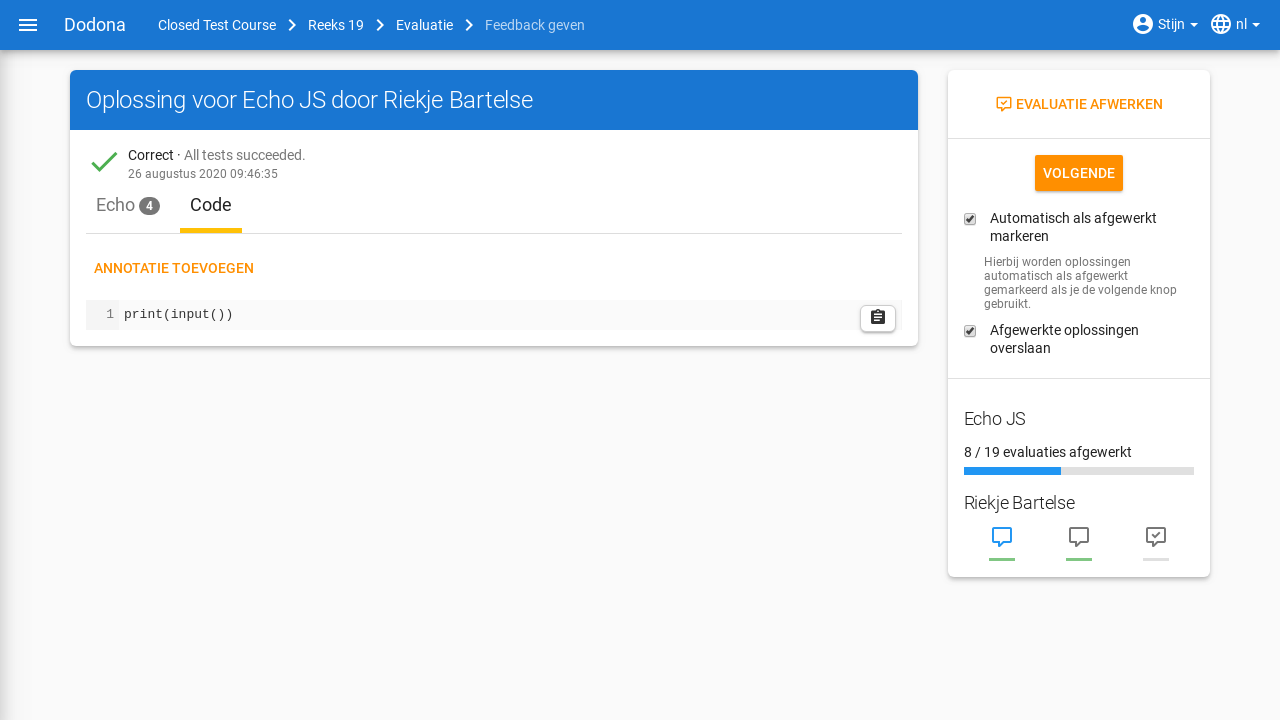 Dodona
Closed Test Course
Reeks 19
Evaluatie
Feedback geven
Stijn
nl
Oplossing voor Echo JS door Riekje Bartelse
Correct · All tests succeeded.
26 augustus 2020 09:46:35
Echo 4
Code
ANNOTATIE TOEVOEGEN
1 print(input())
EVALUATIE AFWERKEN
VOLGENDE
Automatisch als afgewerkt
markeren
Hierbij worden oplossingen
automatisch als afgewerkt
gemarkeerd als je de volgende knop
gebruikt.
Afgewerkte oplossingen
overslaan
Echo JS
8 / 19 evaluaties afgewerkt
Riekje Bartelse